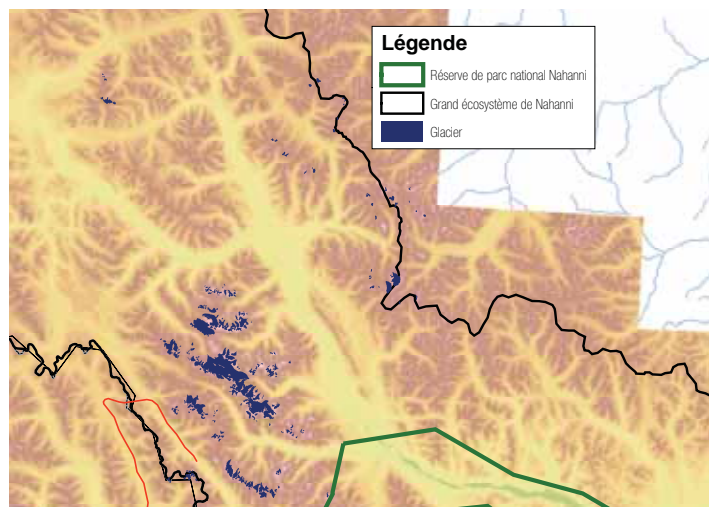 Légende
Réserve de parc national Nahanni
Grand écosystème de Nahanni
Glacier